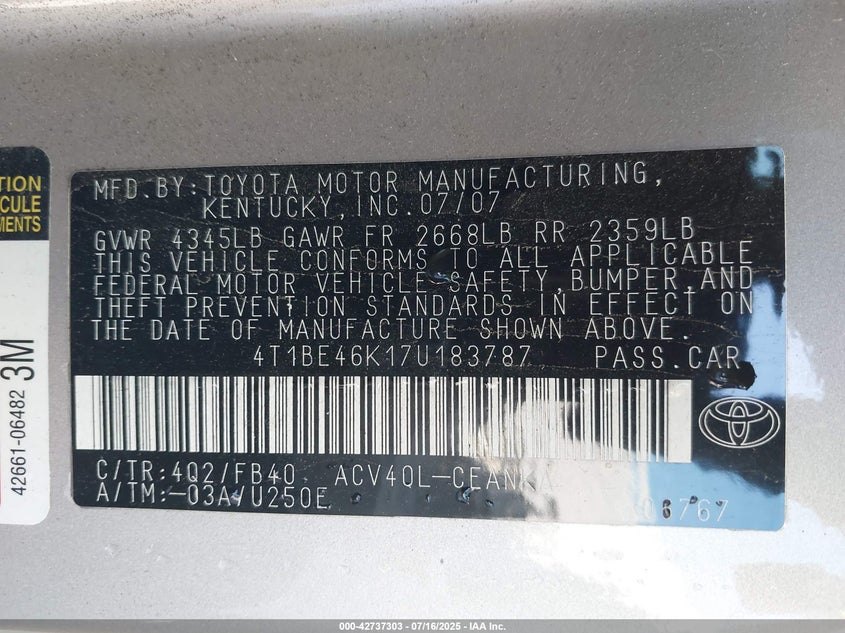 TION
CULE
MENTS
42661-06482 3M
MFD.BY:TOYOTA MOTOR MANUFACTURING,
KENTUCKY,INC.07/07
GVWR 4345LB GAWR FR 2668LB RR 2359LB
THIS VEHICLE CONFORMS TO ALL APPLICABLE
FEDERAL MOTOR VEHICLE SAFETY,BUMPER,AND
THEFT PREVENTION STANDARDS IN EFFECT ON
THE DATE OF MANUFACTURE SHOWN ABOVE.
4T1BE46K17U183787 PASS.CAR
C/TR:4Q2/FB40 ACV40L-CEANKA
A/TM:-03A/U250E
000-42737303 | 07/16/2025 | IAA Inc.